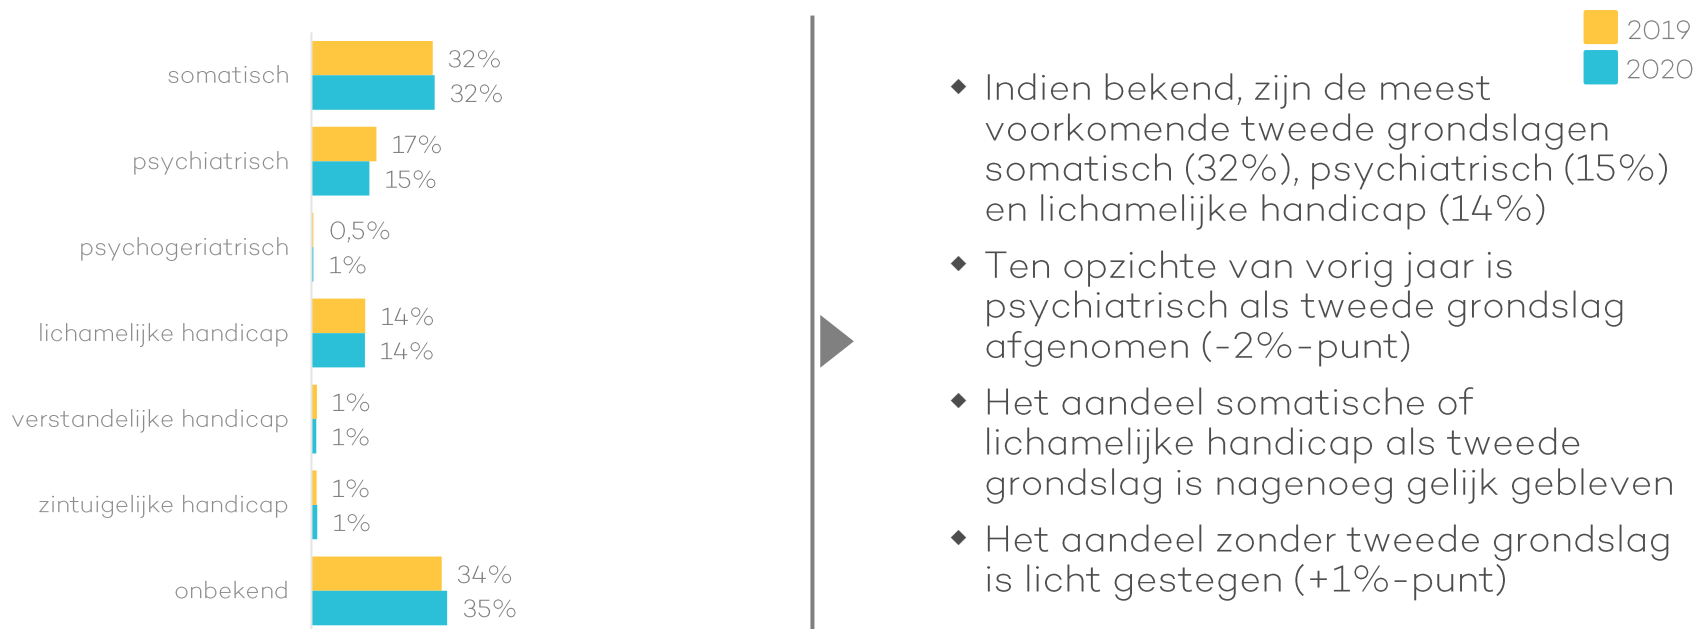 somatisch
32%
32%
psychiatrisch
17%
15%
psychogeriatrisch
0,5%
1%
lichamelijke handicap
14%
14%
verstandelijke handicap
1%
1%
zintuigelijke handicap
1%
1%
onbekend
34%
35%
2019
2020
◆ Indien bekend, zijn de meest
voorkomende tweede grondslagen
somatisch (32%), psychiatrisch (15%)
en lichamelijke handicap (14%)
◆ Ten opzichte van vorig jaar is
psychiatrisch als tweede grondslag
afgenomen (-2%-punt)
◆ Het aandeel somatische of
lichamelijke handicap als tweede
grondslag is nagenoeg gelijk gebleven
◆ Het aandeel zonder tweede grondslag
is licht gestegen (+1%-punt)